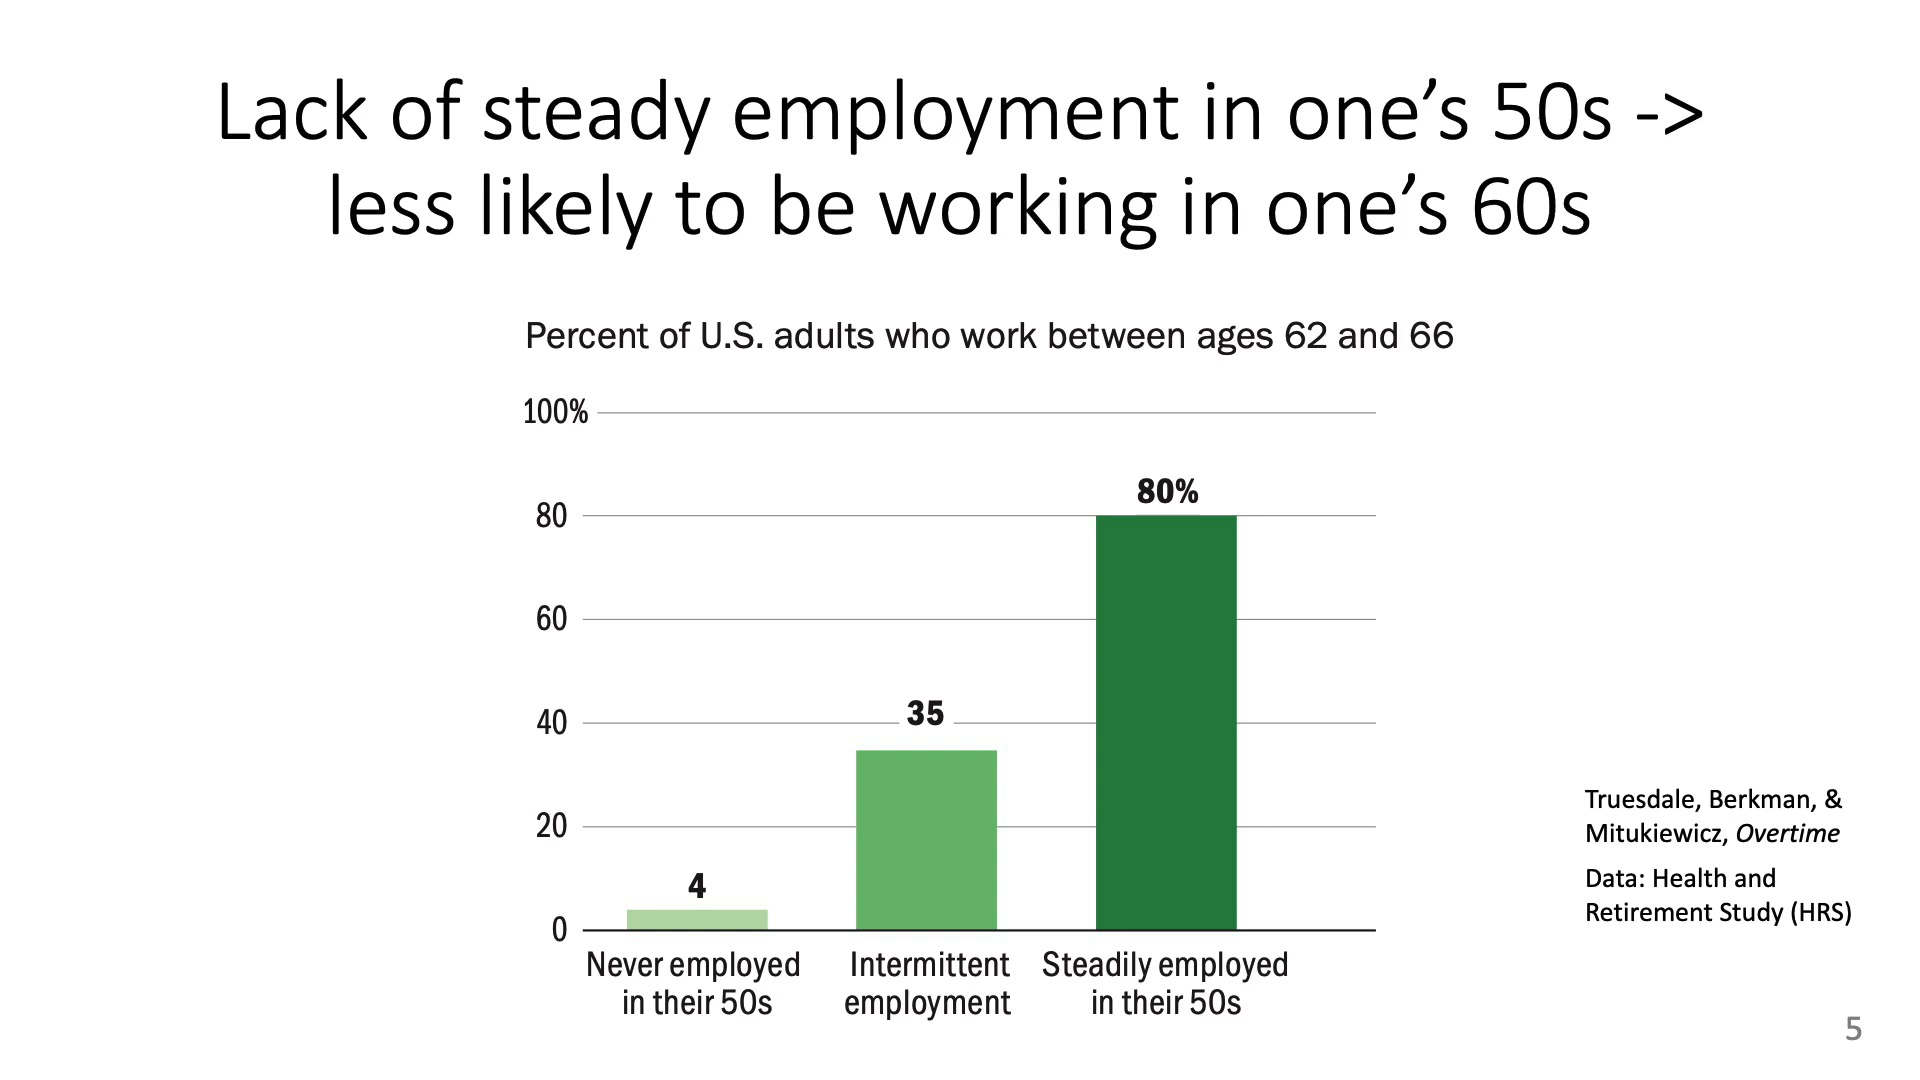 Lack of steady employment in one’s 50s ->
less likely to be working in one’s 60s
Percent of U.S. adults who work between ages 62 and 66
100%
80
60
40
20
0
4
35
80%
Never employed
in their 50s
Intermittent
employment
Steadily employed
in their 50s
Truesdale, Berkman, &
Mitukiewicz, Overtime
Data: Health and
Retirement Study (HRS)
5